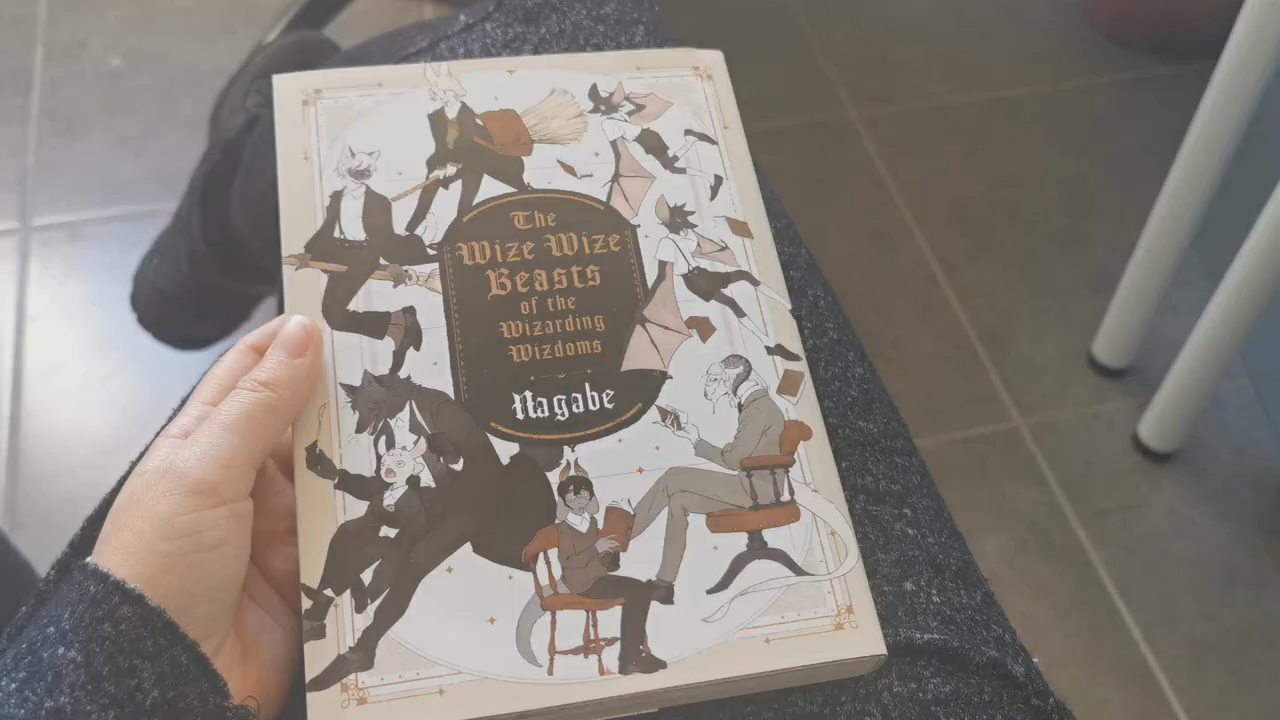 The
Wize Wize
Beasts
of the
Wizarding
Wizdoms
Nagabe